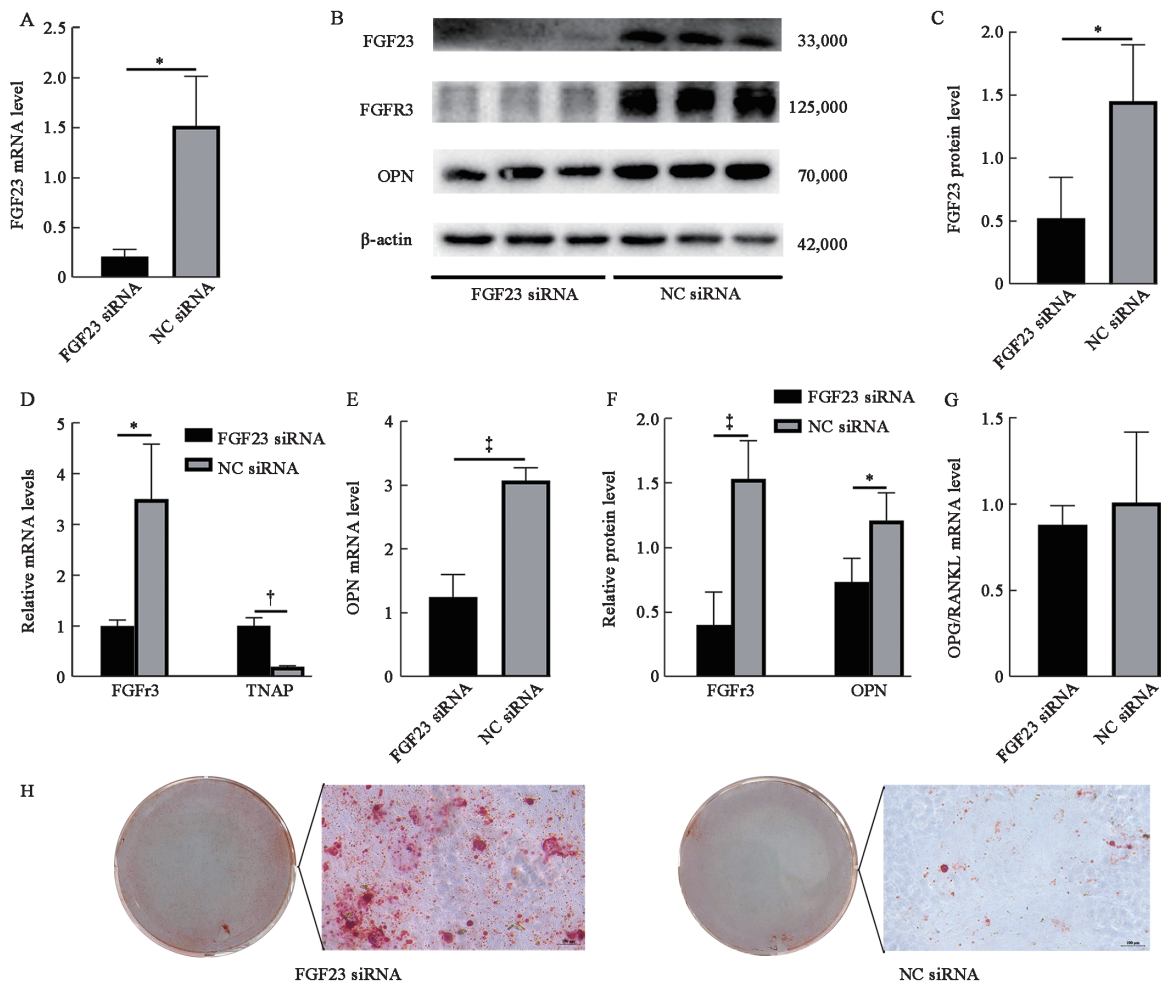 A
FGF23 mRNA level
2.5
2.0
1.5
1.0
0.5
0
*
FGF23 siRNA
NC siRNA
B
FGF23
33,000
FGFR3
125,000
OPN
70,000
β-actin
42,000
FGF23 siRNA
NC siRNA
C
FGF23 protein level
2.0
1.5
1.0
0.5
0
*
FGF23 siRNA
NC siRNA
D
Relative mRNA levels
5
4
3
2
1
0
*
†
FGF23 siRNA
NC siRNA
FGFr3
TNAP
E
OPN mRNA level
4
3
2
1
0
‡
FGF23 siRNA
NC siRNA
F
Relative protein level
2.0
1.5
1.0
0.5
0
‡
*
FGF23 siRNA
NC siRNA
FGFr3
OPN
G
OPG/RANKL mRNA level
1.5
1.0
0.5
0
FGF23 siRNA
NC siRNA
H
FGF23 siRNA
NC siRNA